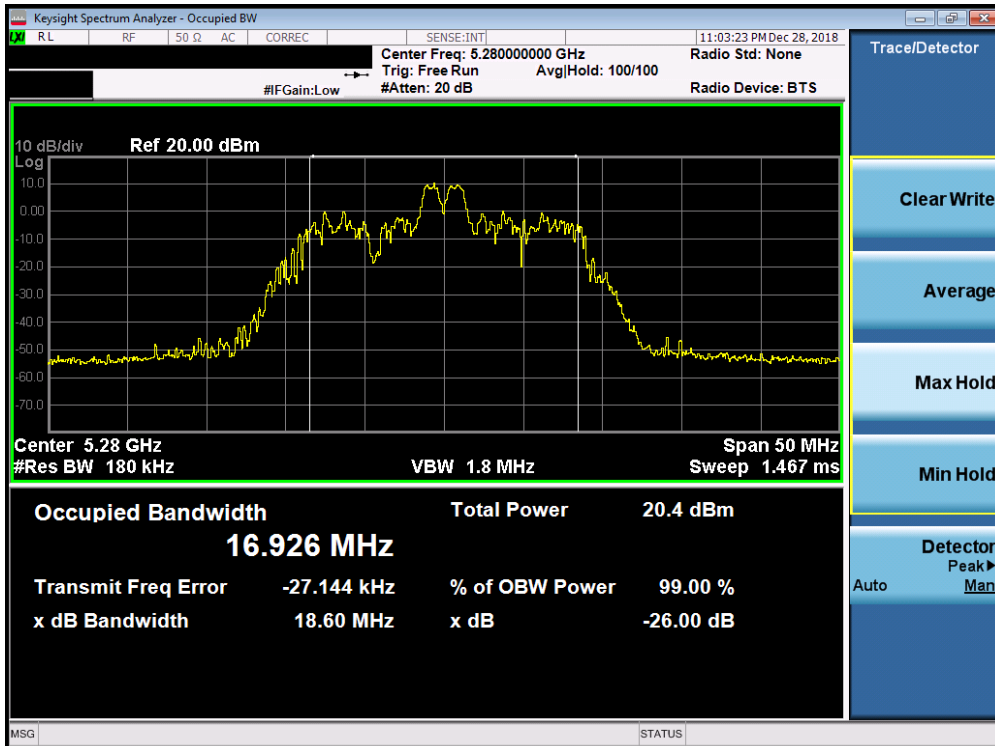 Keysight Spectrum Analyzer - Occupied BW
LXI RL RF 50 Ω AC CORREC SENSE:INT 11:03:23 PM Dec 28, 2018
Center Freq: 5.280000000 GHz Radio Std: None
Trig: Free Run Avg|Hold: 100/100
#IFGain:Low #Atten: 20 dB Radio Device: BTS
Trace/Detector
10 dB/div Ref 20.00 dBm
Log
10.0
0.00
-10.0
-20.0
-30.0
-40.0
-50.0
-60.0
-70.0
Center 5.28 GHz Span 50 MHz
#Res BW 180 kHz VBW 1.8 MHz Sweep 1.467 ms
Occupied Bandwidth Total Power 20.4 dBm
16.926 MHz
Transmit Freq Error -27.144 kHz % of OBW Power 99.00 %
x dB Bandwidth 18.60 MHz x dB -26.00 dB
Clear Write
Average
Max Hold
Min Hold
Detector
Peak▶
Auto Man
MSG STATUS